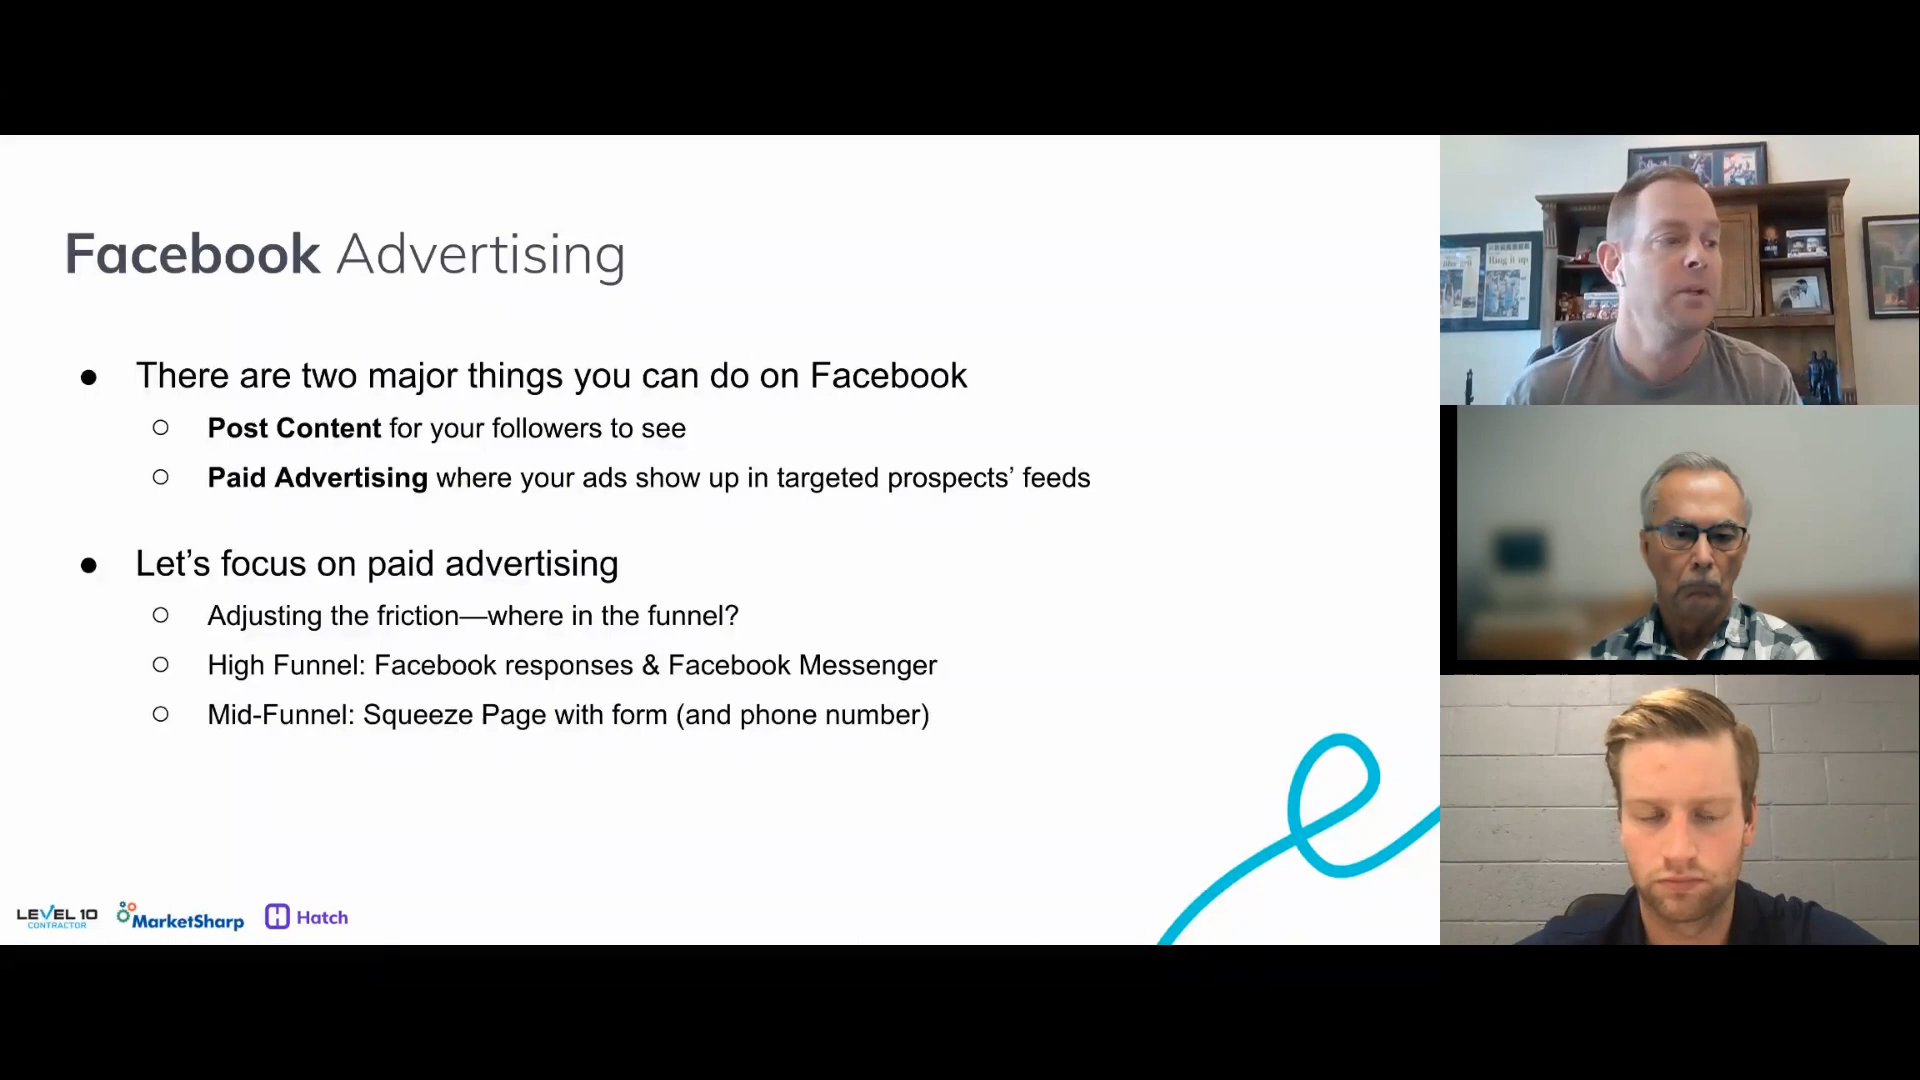 Facebook Advertising
● There are two major things you can do on Facebook
○ Post Content for your followers to see
○ Paid Advertising where your ads show up in targeted prospects’ feeds
● Let’s focus on paid advertising
○ Adjusting the friction—where in the funnel?
○ High Funnel: Facebook responses & Facebook Messenger
○ Mid-Funnel: Squeeze Page with form (and phone number)
LEVEL 10
CONTRACTOR
MarketSharp
Hatch
Hang it up